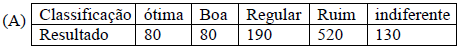 (A) Classificação ótima Boa Regular Ruim indiferente
Resultado 80 80 190 520 130